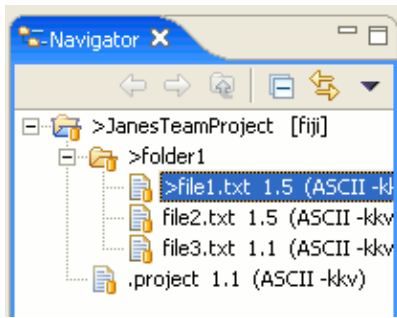 Navigator
>JanesTeamProject [fiji]
>folder1
>file1.txt 1.5 (ASCII -kk
file2.txt 1.5 (ASCII -kkv
file3.txt 1.1 (ASCII -kkv
.project 1.1 (ASCII -kkv)